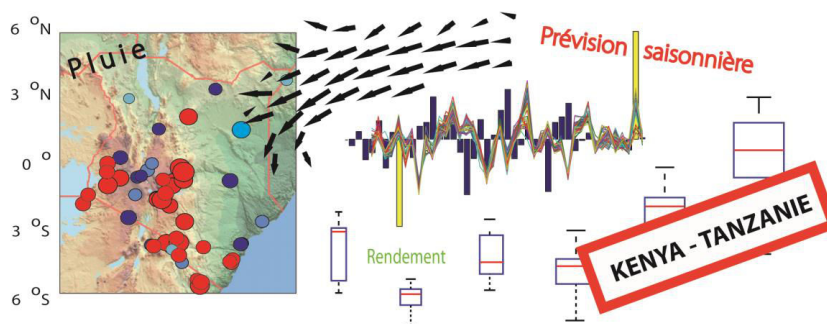 6 °N
Pluie
3 °N
0 °
3 °S
6 °S
Prévision saisonnière
Rendement
KENYA - TANZANIE